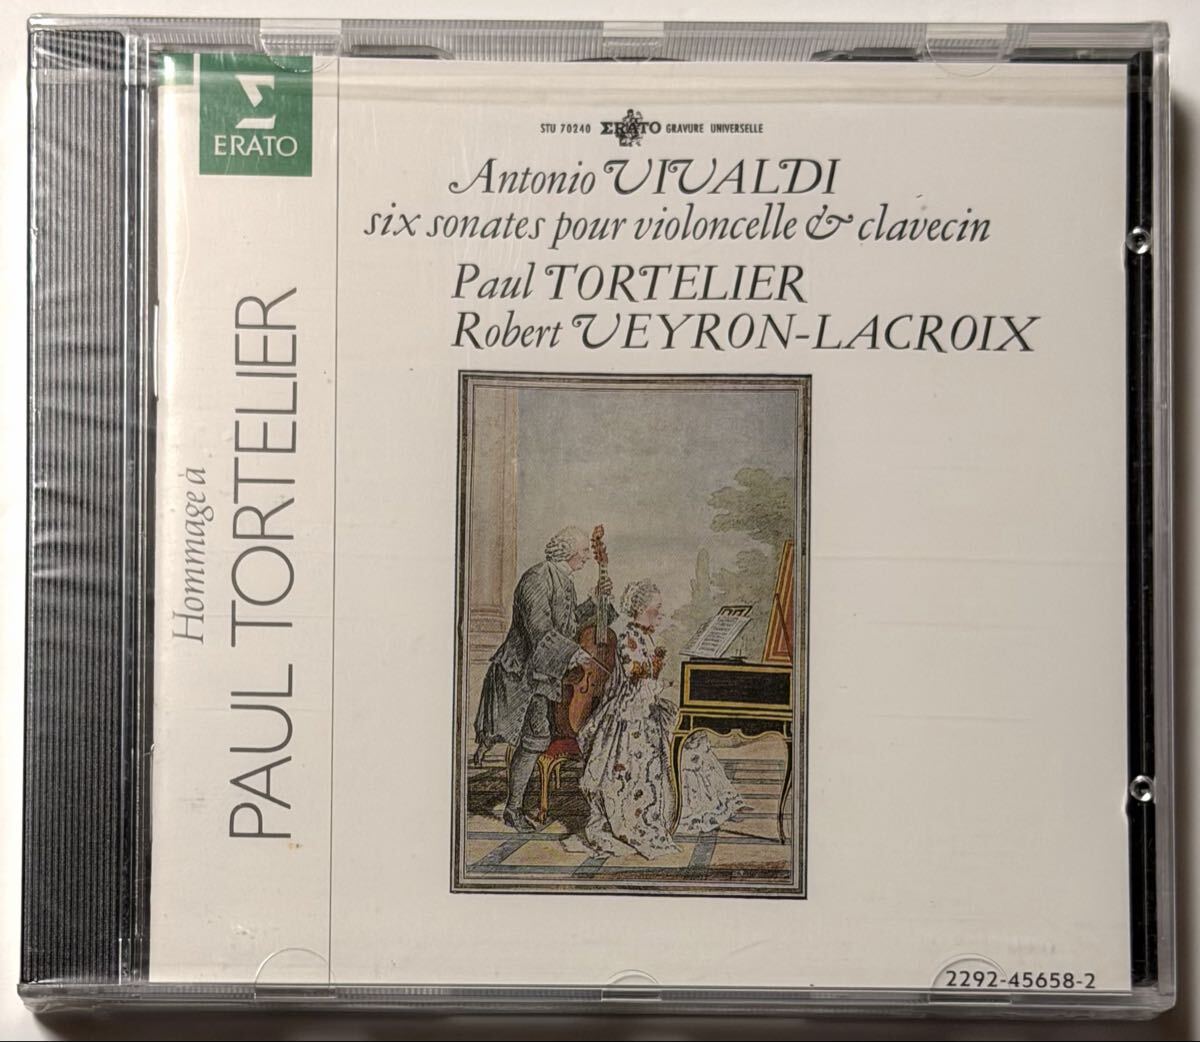 ERATO
STU 70240 ERATO GRAVURE UNIVERSELLE
Antonio VIVALDI
six sonates pour violoncelle & clavecin
Paul TORTELIER
Robert VEYRON-LACROIX
Hommage à
PAUL TORTELIER
2292-45658-2